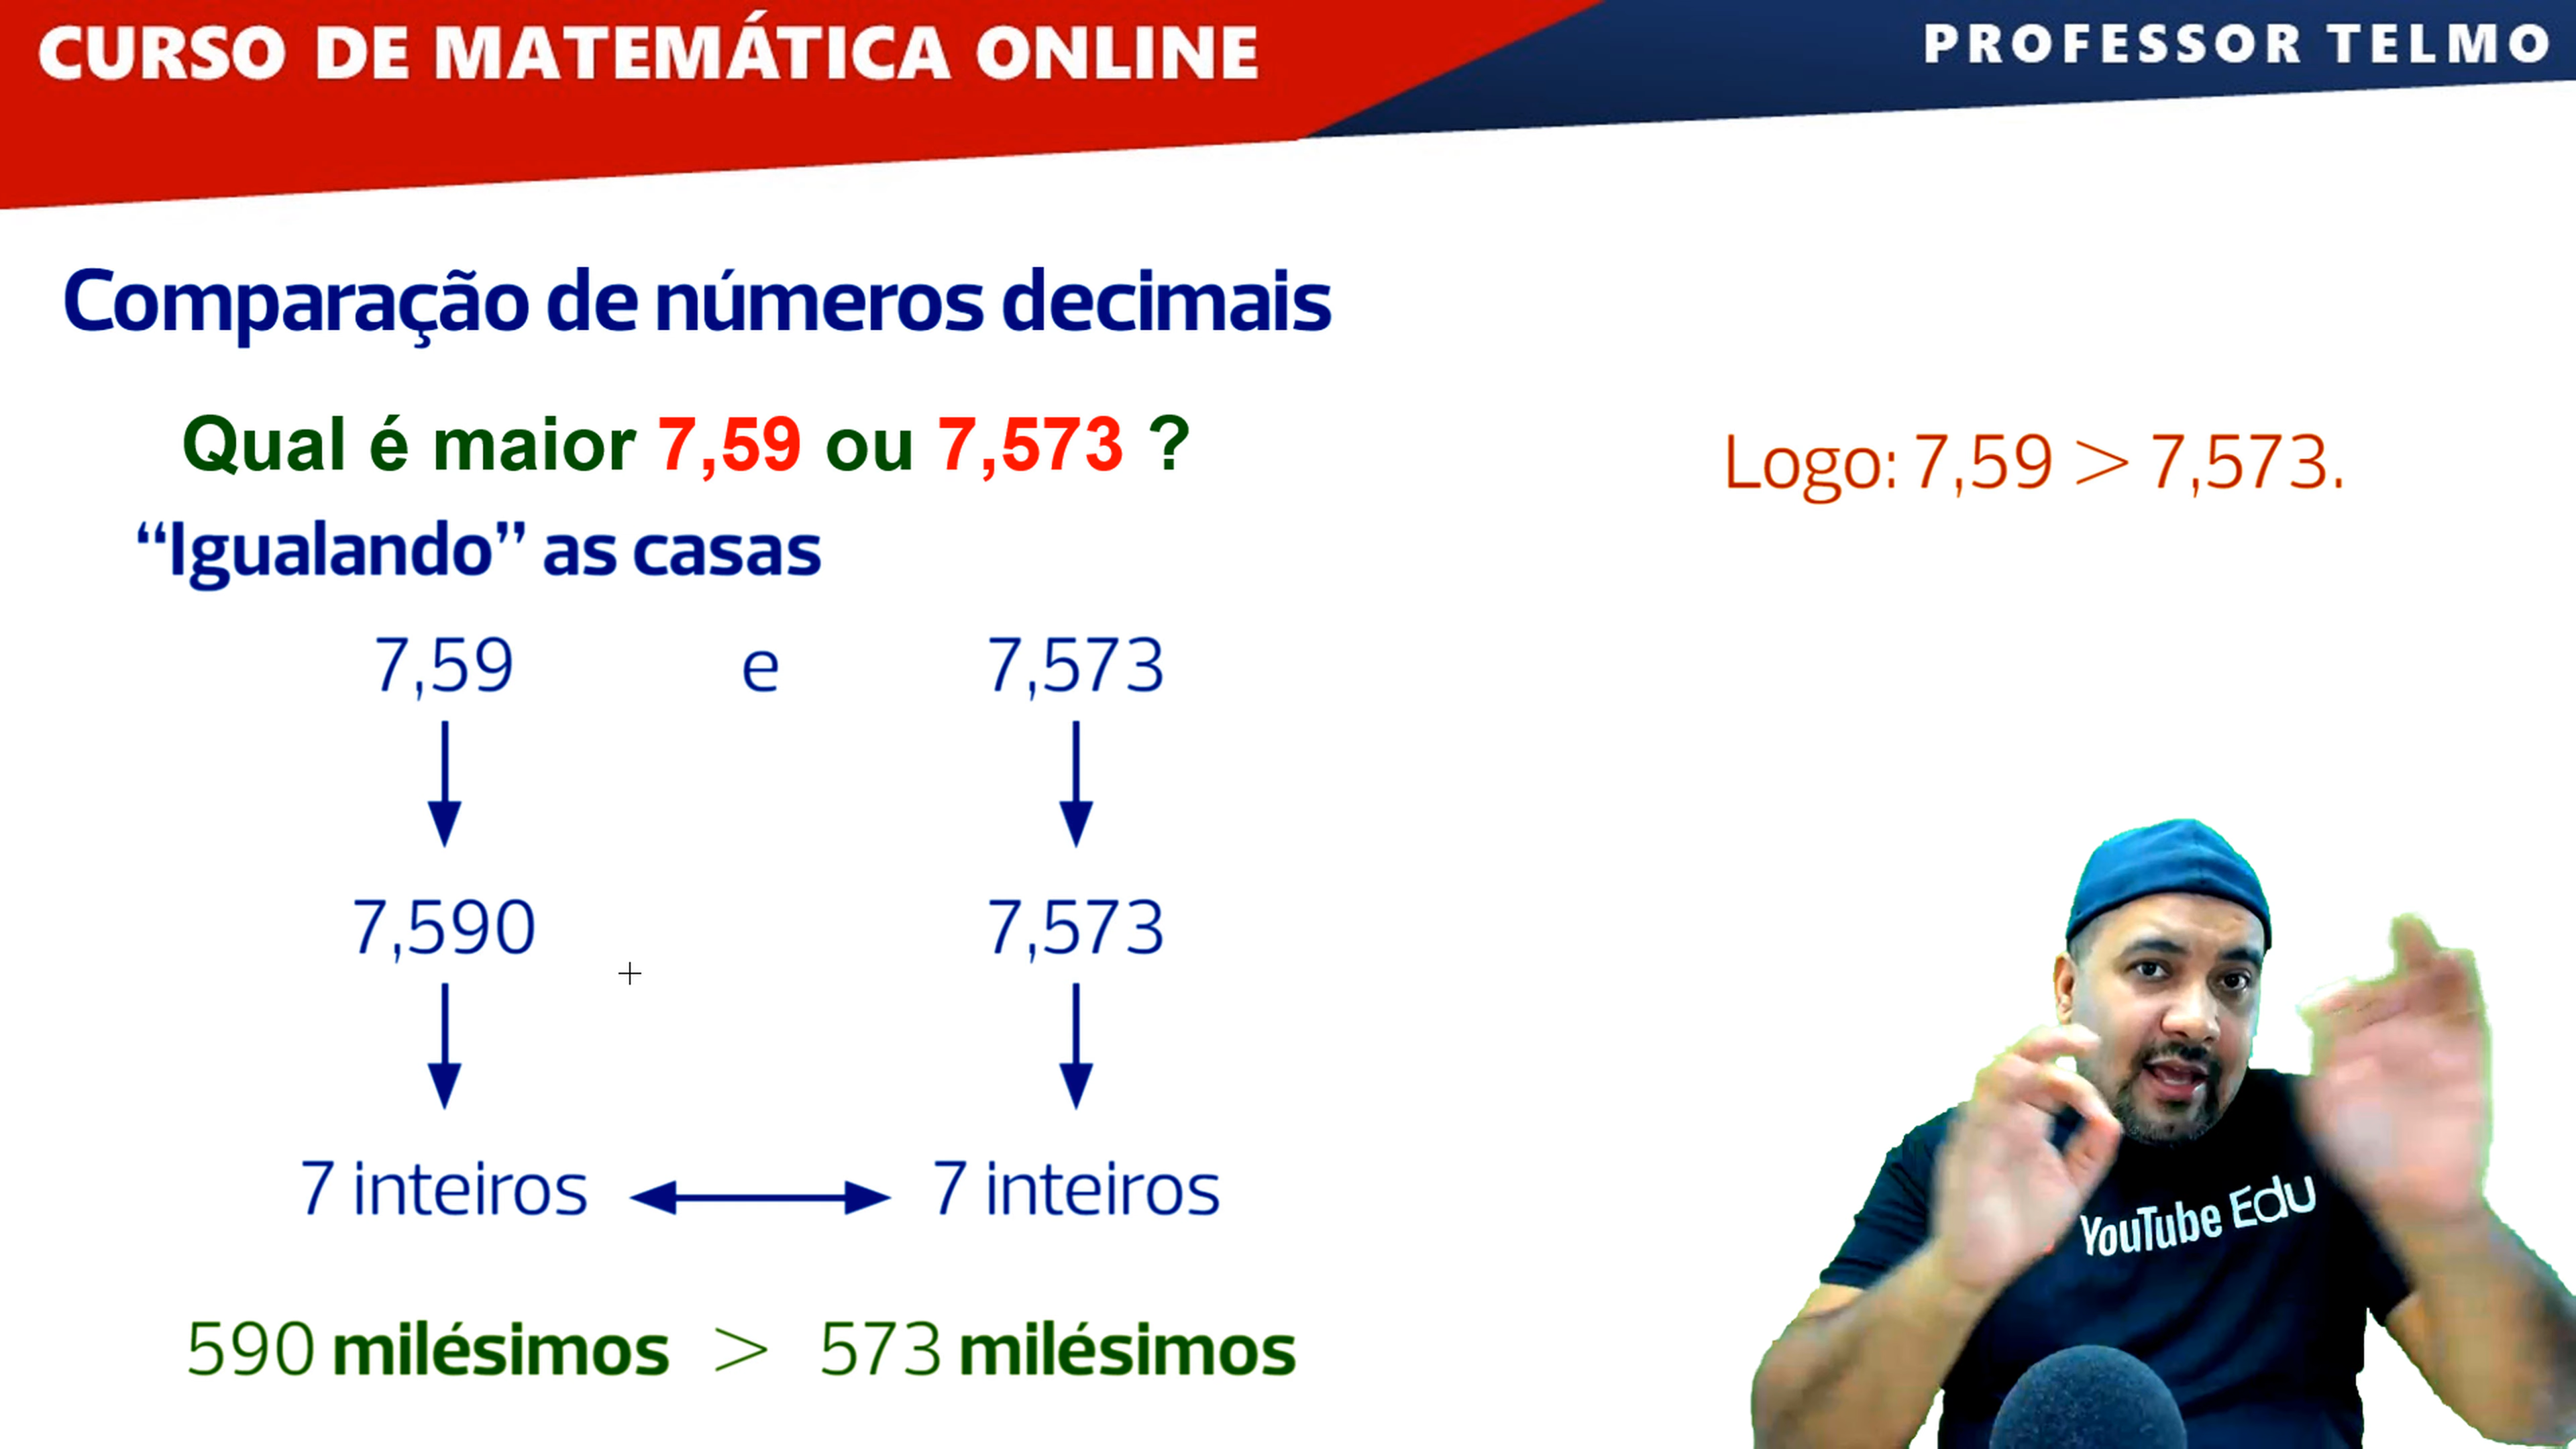 CURSO DE MATEMÁTICA ONLINE
PROFESSOR TELMO
Comparação de números decimais
Qual é maior 7,59 ou 7,573 ?
Logo: 7,59 > 7,573.
“Igualando” as casas
7,59 e 7,573
7,590 7,573
7 inteiros 7 inteiros
590 milésimos > 573 milésimos
YouTube Edu